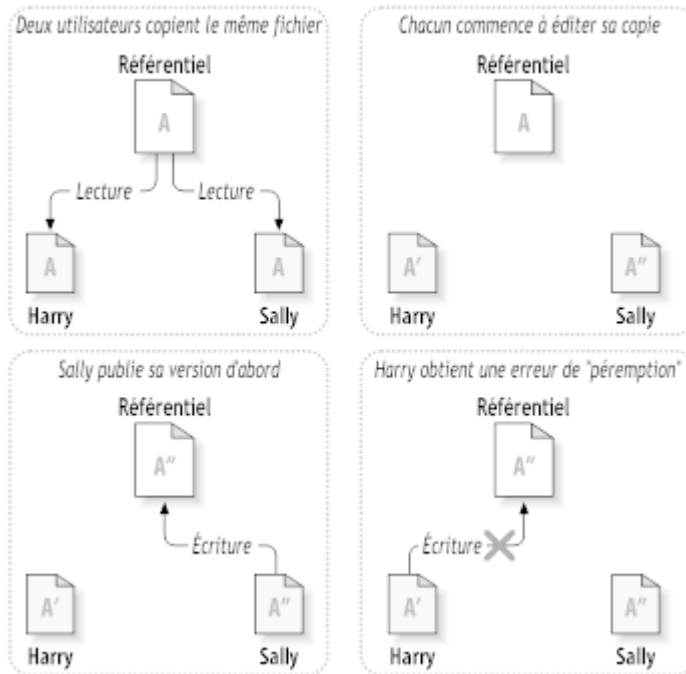 Deux utilisateurs copient le même fichier
Référentiel
A
Lecture
Lecture
A
A
Harry
Sally
Chacun commence à éditer sa copie
Référentiel
A
A'
A"
Harry
Sally
Sally publie sa version d'abord
Référentiel
A"
Écriture
A'
A"
Harry
Sally
Harry obtient une erreur de "péremption"
Référentiel
A"
Écriture
A'
A"
Harry
Sally